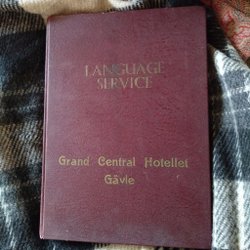 LANGUAGE
SERVICE
Grand Central Hotellet
Gävle